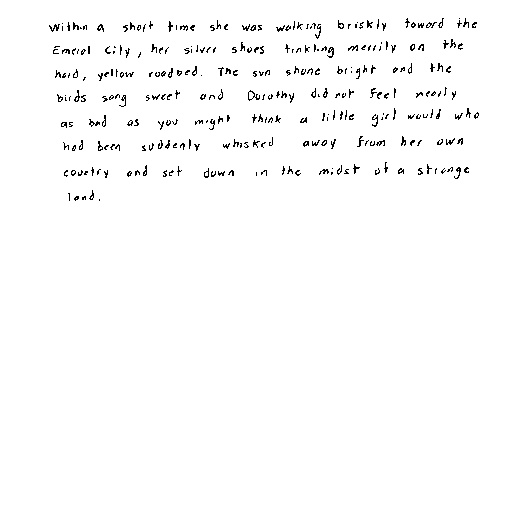 Within a short time she was walking briskly toward the
Emeral City, her silver shoes tinkling merrily on the
hard, yellow roadbed. The sun shone bright and the
birds sang sweet and Dorothy did not feel nearly
as bad as you might think a little girl would who
had been suddenly whisked away from her own
country and set down in the midst of a strange
land.